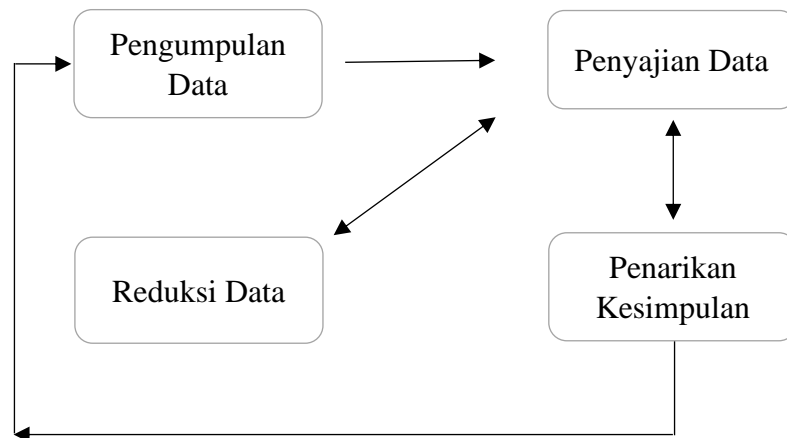 Pengumpulan
Data
Penyajian Data
Reduksi Data
Penarikan
Kesimpulan